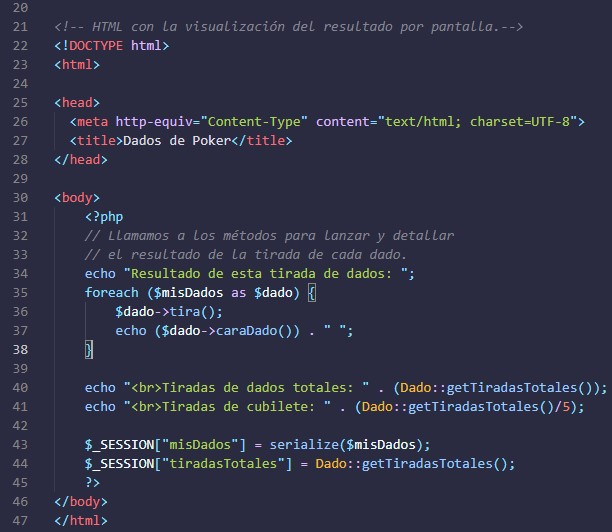 20
21 <!-- HTML con la visualización del resultado por pantalla.-->
22 <!DOCTYPE html>
23 <html>
24
25 <head>
26   <meta http-equiv="Content-Type" content="text/html; charset=UTF-8">
27   <title>Dados de Poker</title>
28 </head>
29
30 <body>
31     <?php
32     // Llamamos a los métodos para lanzar y detallar
33     // el resultado de la tirada de cada dado.
34     echo "Resultado de esta tirada de dados: ";
35     foreach ($misDados as $dado) {
36         $dado->tira();
37         echo ($dado->caraDado()) . " ";
38     }
39
40     echo "<br>Tiradas de dados totales: " . (Dado::getTiradasTotales());
41     echo "<br>Tiradas de cubilete: " . (Dado::getTiradasTotales()/5);
42
43     $_SESSION["misDados"] = serialize($misDados);
44     $_SESSION["tiradasTotales"] = Dado::getTiradasTotales();
45     ?>
46 </body>
47 </html>